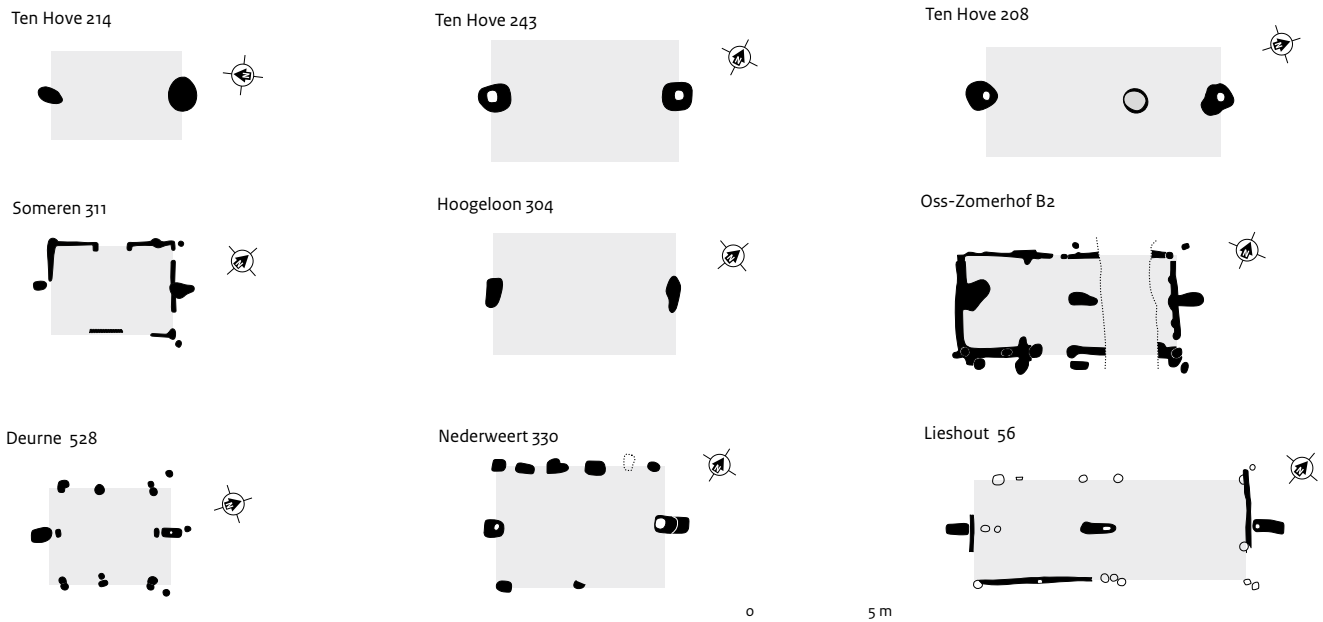 Ten Hove 214
Ten Hove 243
Ten Hove 208
Someren 311
Hoogeloon 304
Oss-Zomerhof B2
Deurne 528
Nederweert 330
Lieshout 56
0 5 m